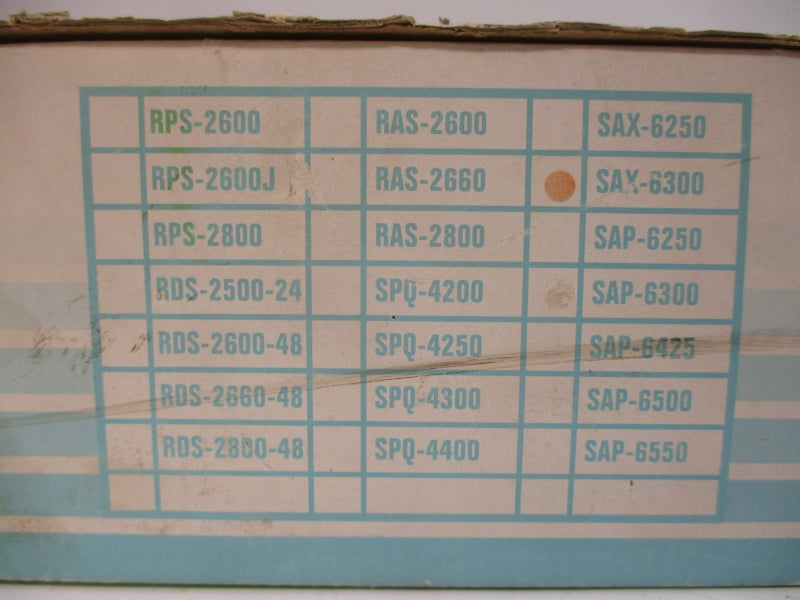 RPS-2600 RAS-2600 SAX-6250
RPS-2600J RAS-2660 SAX-6300
RPS-2800 RAS-2800 SAP-6250
RDS-2500-24 SPQ-4200 SAP-6300
RDS-2600-48 SPQ-4250 SAP-6425
RDS-2660-48 SPQ-4300 SAP-6500
RDS-2800-48 SPQ-4400 SAP-6550